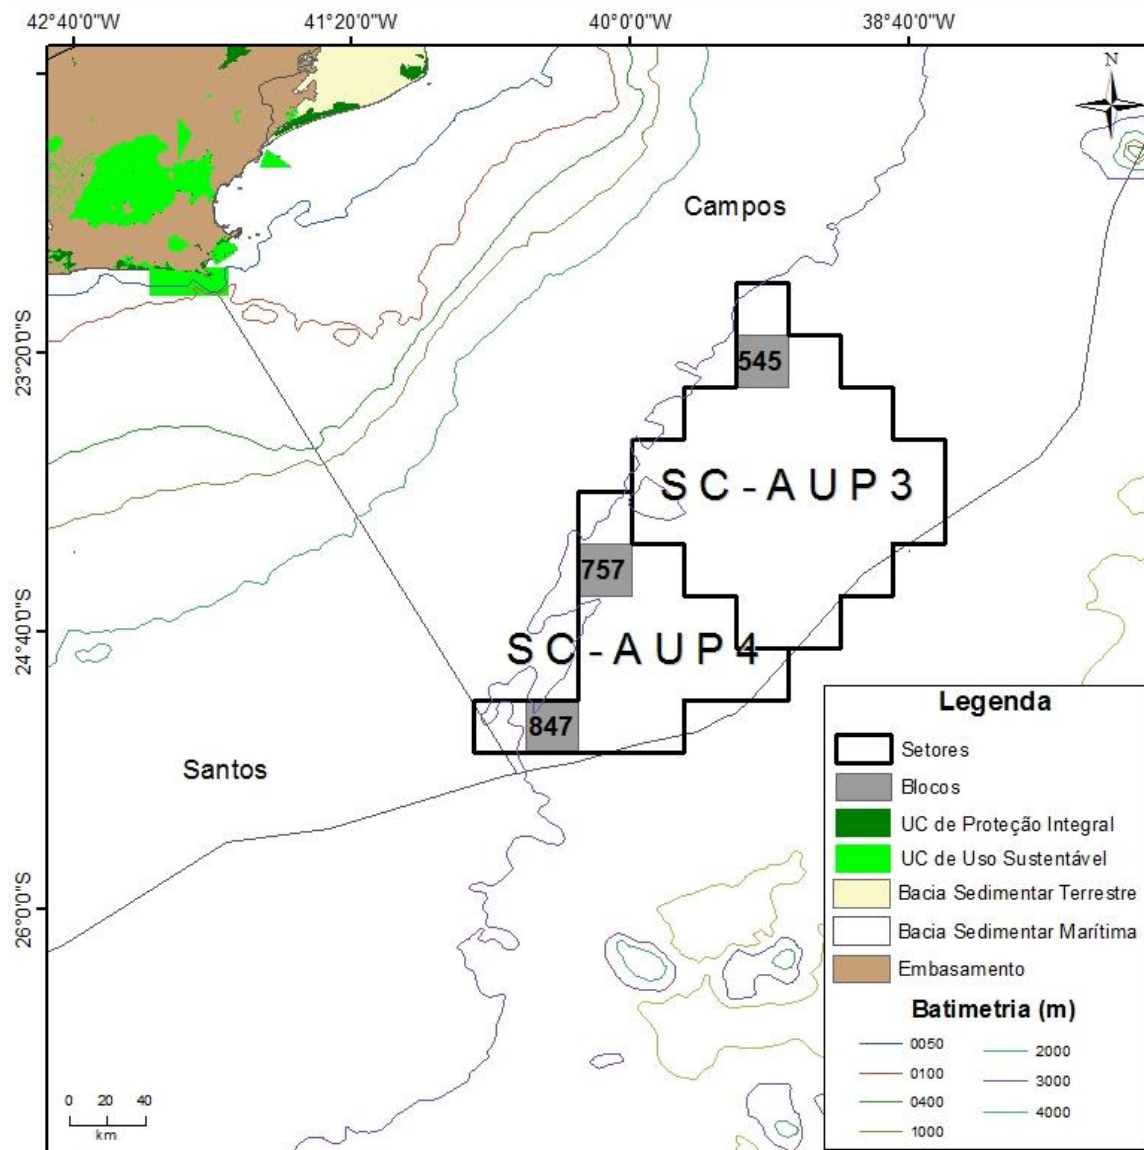 42°40'0"W 41°20'0"W 40°0'0"W 38°40'0"W
N
Campos
23°20'0"S
545
SC-AUP3
757
24°40'0"S
SC-AUP4
847
Santos
26°0'0"S
Legenda
Setores
Blocos
UC de Proteção Integral
UC de Uso Sustentável
Bacia Sedimentar Terrestre
Bacia Sedimentar Marítima
Embasamento
Batimetria (m)
0050
0100
0400
1000
2000
3000
4000
0 20 40
km